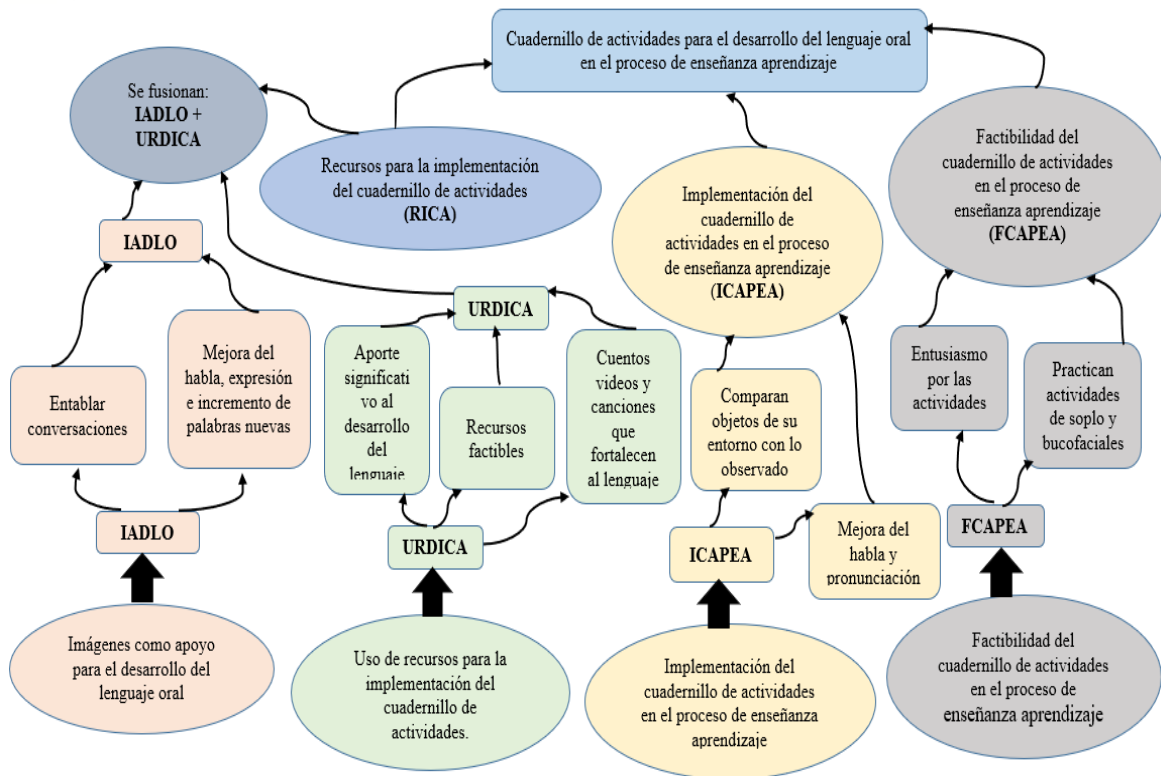 Cuadernillo de actividades para el desarrollo del lenguaje oral
en el proceso de enseñanza aprendizaje
Se fusionan:
IADLO +
URDICA
Recursos para la implementación
del cuadernillo de actividades
(RICA)
Implementación del
cuadernillo de
actividades en el proceso
de enseñanza aprendizaje
(ICAPEA)
Factibilidad del
cuadernillo de actividades
en el proceso de
enseñanza aprendizaje
(FCAPEA)
IADLO
URDICA
Entablar
conversaciones
Mejora del
habla, expresión
e incremento de
palabras nuevas
Aporte
significati
vo al
desarrollo
del
lenguaje
Recursos
factibles
Cuentos
videos y
canciones
que
fortalecen
al lenguaje
Comparan
objetos de su
entorno con lo
observado
Mejora del
habla y
pronunciación
Entusiasmo
por las
actividades
Practican
actividades
de soplo y
bucofaciales
IADLO
URDICA
ICAPEA
FCAPEA
Imágenes como apoyo
para el desarrollo del
lenguaje oral
Uso de recursos para la
implementación del
cuadernillo de
actividades.
Implementación del
cuadernillo de actividades
en el proceso de enseñanza
aprendizaje
Factibilidad del
cuadernillo de actividades
en el proceso de
enseñanza aprendizaje